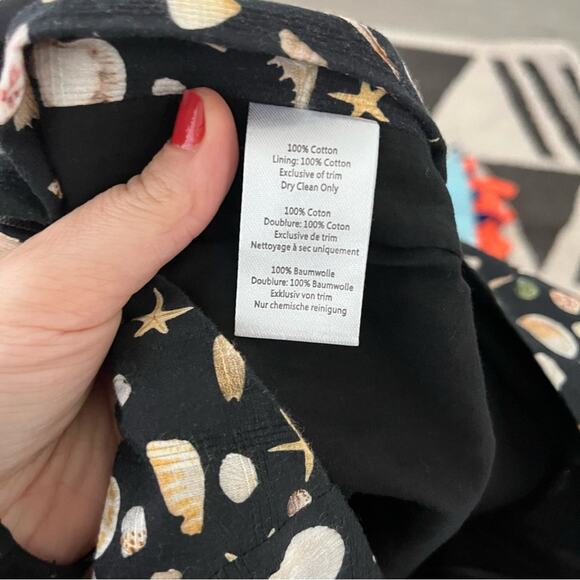 100% Cotton
Lining: 100% Cotton
Exclusive of trim
Dry Clean Only
100% Coton
Doublure: 100% Coton
Exclusive de trim
Nettoyage à sec uniquement
100% Baumwolle
Doublure: 100% Baumwolle
Exklusiv von trim
Nur chemische reinigung